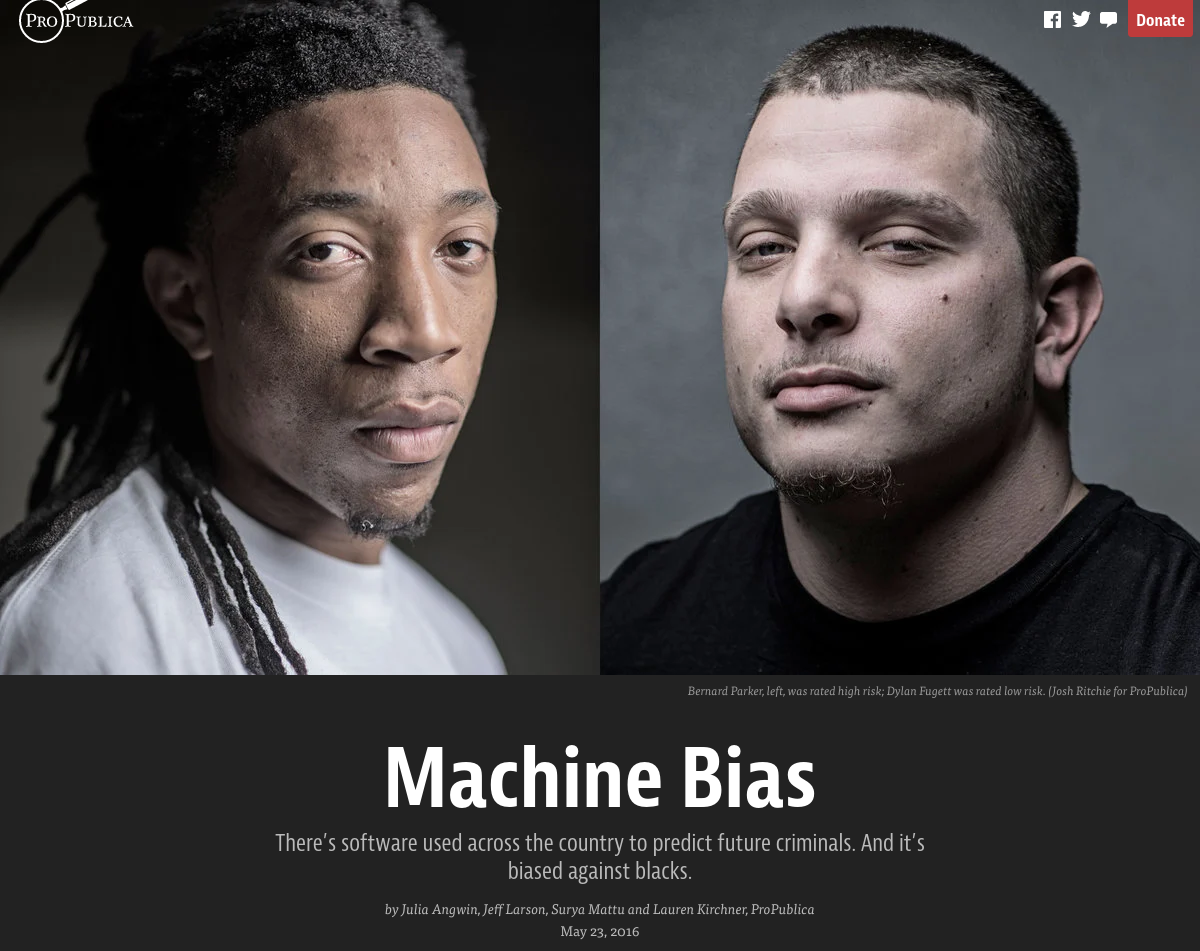 PROPUBLICA
Donate
Bernard Parker, left, was rated high risk; Dylan Fugett was rated low risk. (Josh Ritchie for ProPublica)
Machine Bias
There’s software used across the country to predict future criminals. And it’s
biased against blacks.
by Julia Angwin, Jeff Larson, Surya Mattu and Lauren Kirchner, ProPublica
May 23, 2016